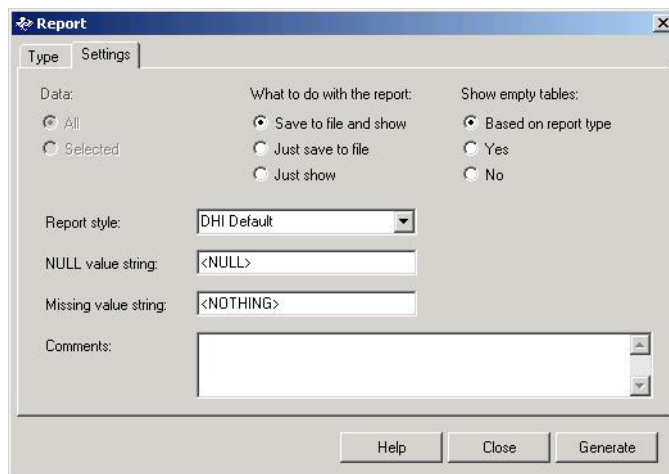 Report
Type Settings
Data: What to do with the report: Show empty tables:
All Save to file and show Based on report type
Selected Just save to file Yes
Just show No
Report style: DHI Default
NULL value string: <NULL>
Missing value string: <NOTHING>
Comments:
Help Close Generate